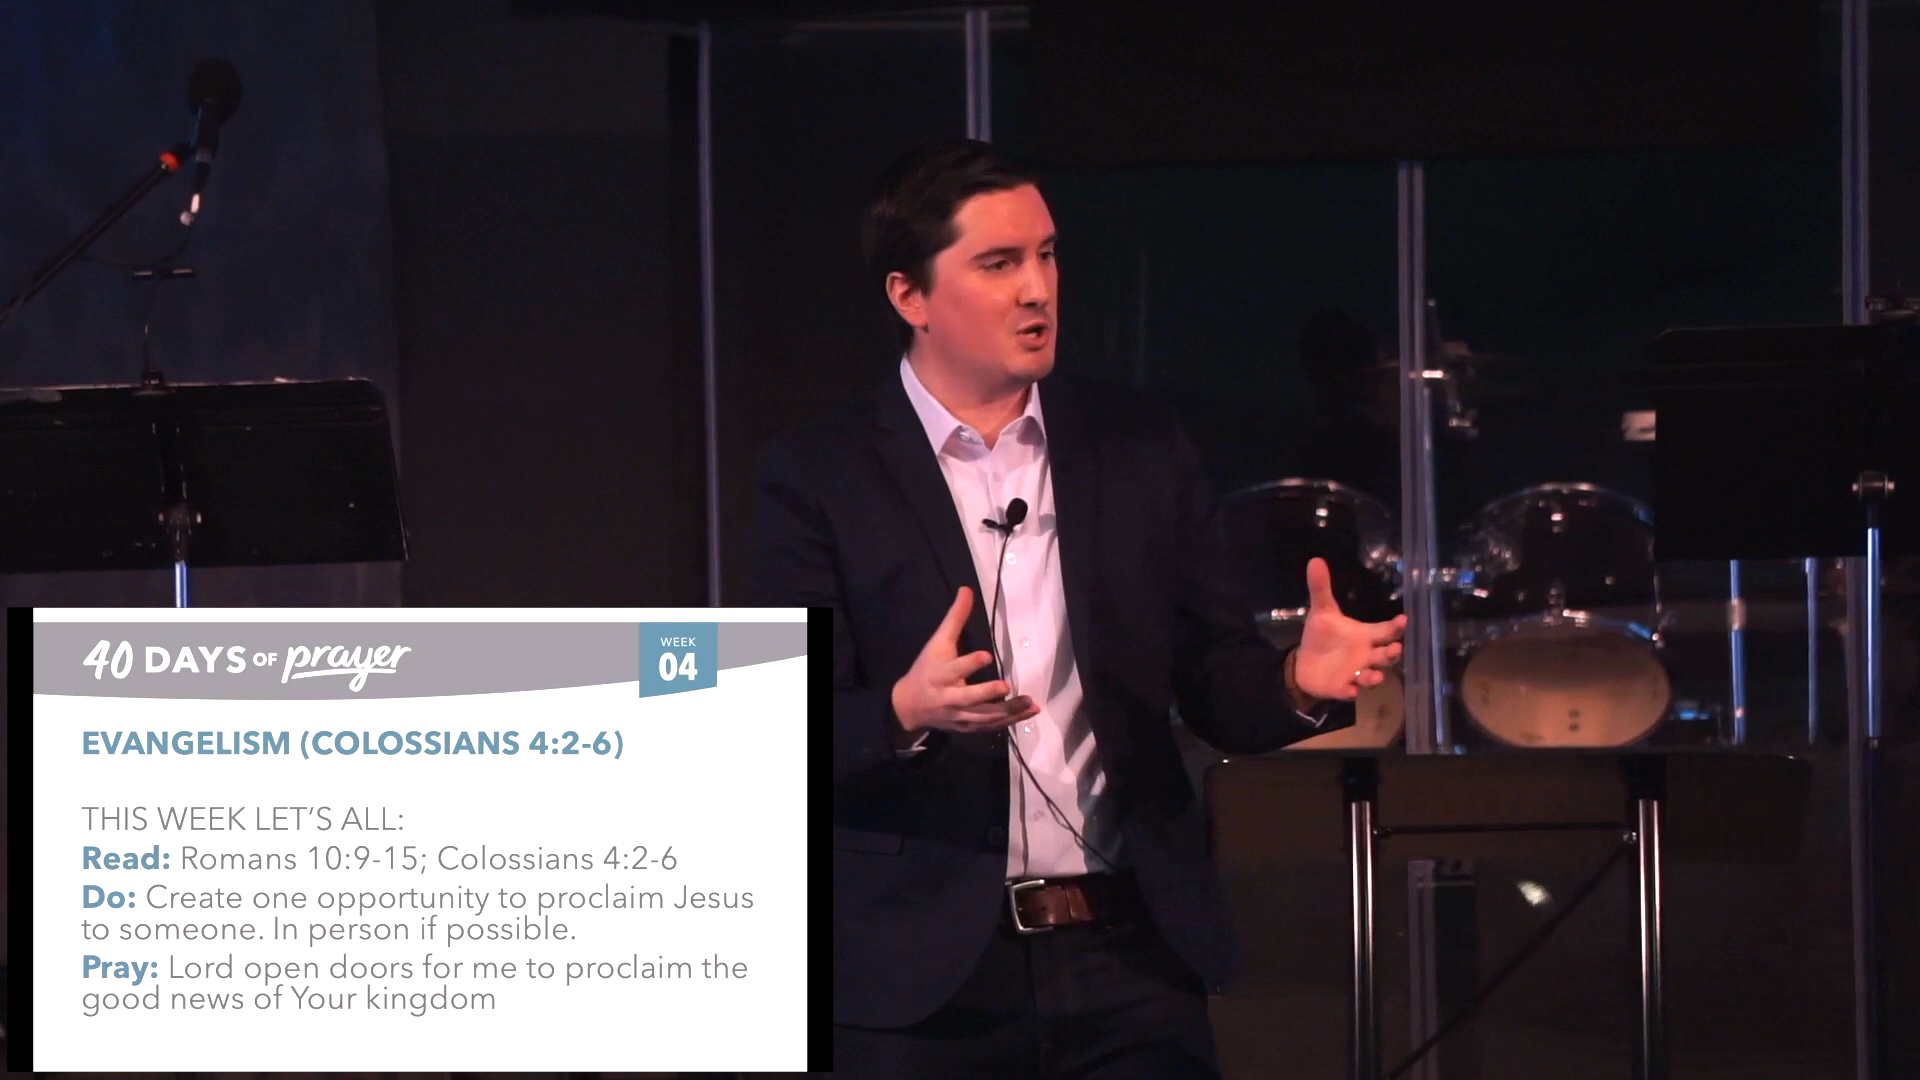 40 DAYS OF prayer
WEEK
04
EVANGELISM (COLOSSIANS 4:2-6)
THIS WEEK LET’S ALL:
Read: Romans 10:9-15; Colossians 4:2-6
Do: Create one opportunity to proclaim Jesus
to someone. In person if possible.
Pray: Lord open doors for me to proclaim the
good news of Your kingdom